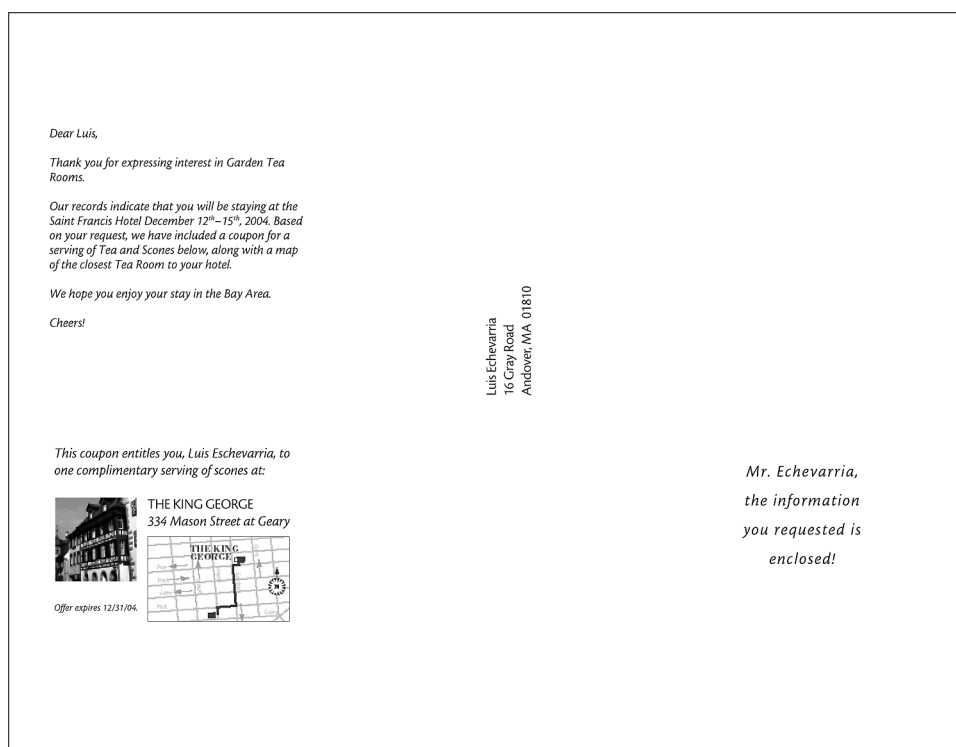 Dear Luis,
Thank you for expressing interest in Garden Tea
Rooms.
Our records indicate that you will be staying at the
Saint Francis Hotel December 12th–15th, 2004. Based
on your request, we have included a coupon for a
serving of Tea and Scones below, along with a map
of the closest Tea Room to your hotel.
We hope you enjoy your stay in the Bay Area.
Cheers!
Luis Echevarria
16 Gray Road
Andover, MA 01810
This coupon entitles you, Luis Eschevarria, to
one complimentary serving of scones at:
THE KING GEORGE
334 Mason Street at Geary
THE KING
GEORGE
Post
Offer expires 12/31/04.
Mr. Echevarria,
the information
you requested is
enclosed!